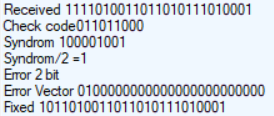 Received 1111010011011010111010001
Check code011011000
Syndrom 100001001
Syndrom/2 =1
Error 2 bit
Error Vector 0100000000000000000000000
Fixed 1011010011011010111010001